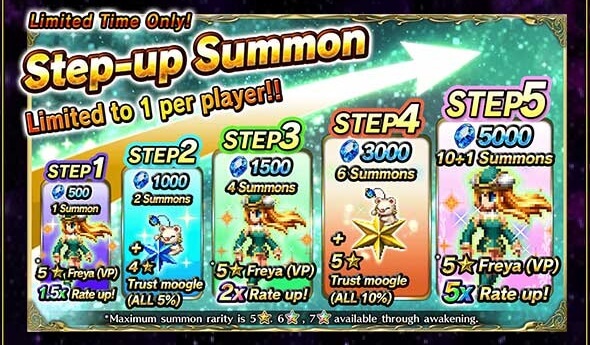 Limited Time Only!
Step-up Summon
Limited to 1 per player!!
STEP1
500
1 Summon
*5★ Freya (VP)
1.5x Rate up!
STEP2
1000
2 Summons
+
4★
Trust moogle
(ALL 5%)
STEP3
1500
4 Summons
*5★ Freya (VP)
2x Rate up!
STEP4
3000
6 Summons
+
5★
Trust moogle
(ALL 10%)
STEP5
5000
10+1 Summons
*5★ Freya (VP)
5x Rate up!
*Maximum summon rarity is 5★. 6★, 7★ available through awakening.